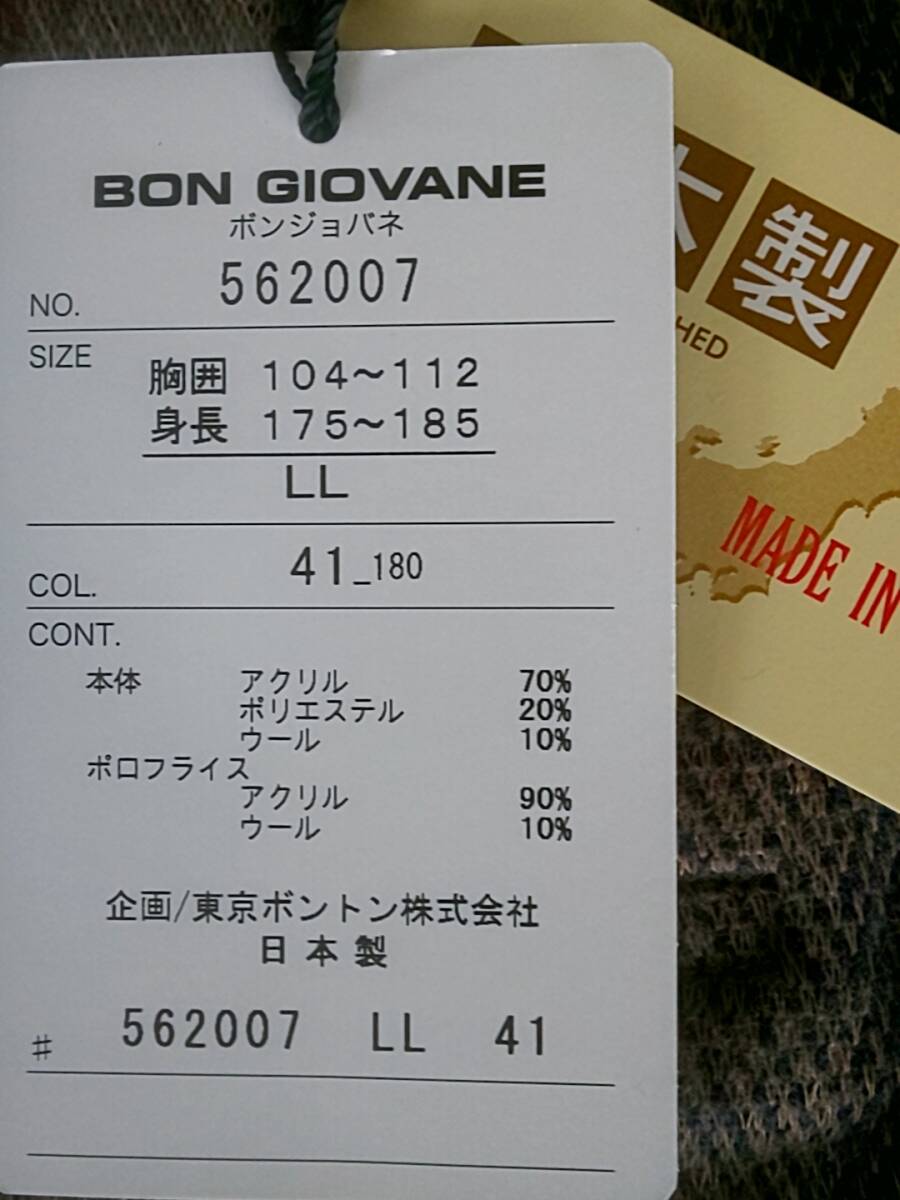 BON GIOVANE
ボンジョバネ
NO. 562007
SIZE
胸囲 104～112
身長 175～185
LL
COL. 41_180
CONT.
本体 アクリル 70%
ポリエステル 20%
ウール 10%
ポロフライス
アクリル 90%
ウール 10%
企画/東京ボントン株式会社
日本製
# 562007 LL 41
本製
HED
MADE IN